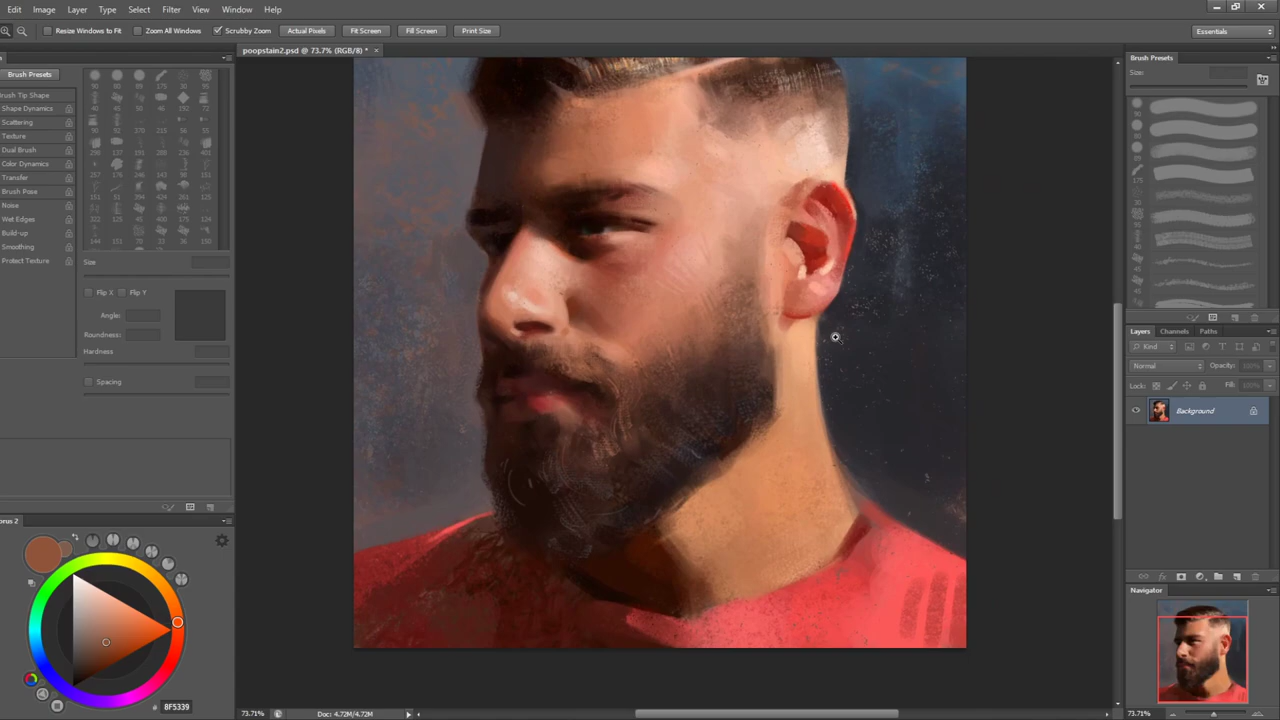 Edit Image Layer Type Select Filter View Window Help
Resize Windows to Fit Zoom All Windows Scrubby Zoom Actual Pixels Fit Screen Fill Screen Print Size Essentials
poopstain2.psd @ 73.7% (RGB/8) * ×
Brush Presets
Brush Tip Shape
Shape Dynamics
Scattering
Texture
Dual Brush
Color Dynamics
Transfer
Brush Pose
Noise
Wet Edges
Build-up
Smoothing
Protect Texture
Size
Flip X Flip Y
Angle:
Roundness:
Hardness
Spacing
orus 2
# 8F5339
73.71% Doc: 4.72M/4.72M
Brush Presets
Size:
Layers Channels Paths
Kind
Normal Opacity: 100%
Lock: Fill: 100%
Background
Navigator
73.71%